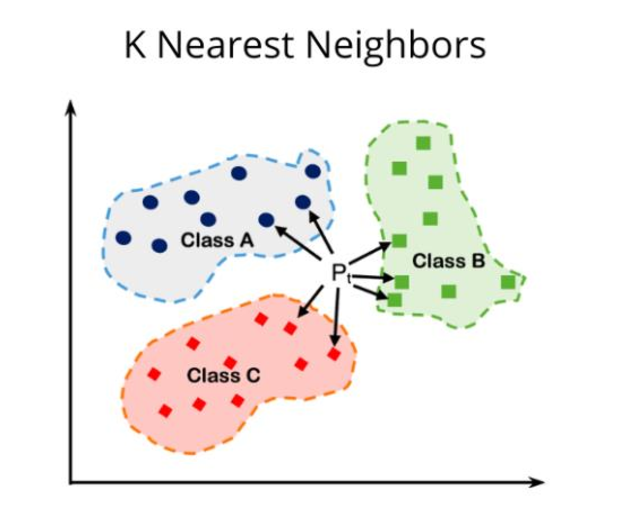 K Nearest Neighbors
Class A
Class B
Pt
Class C